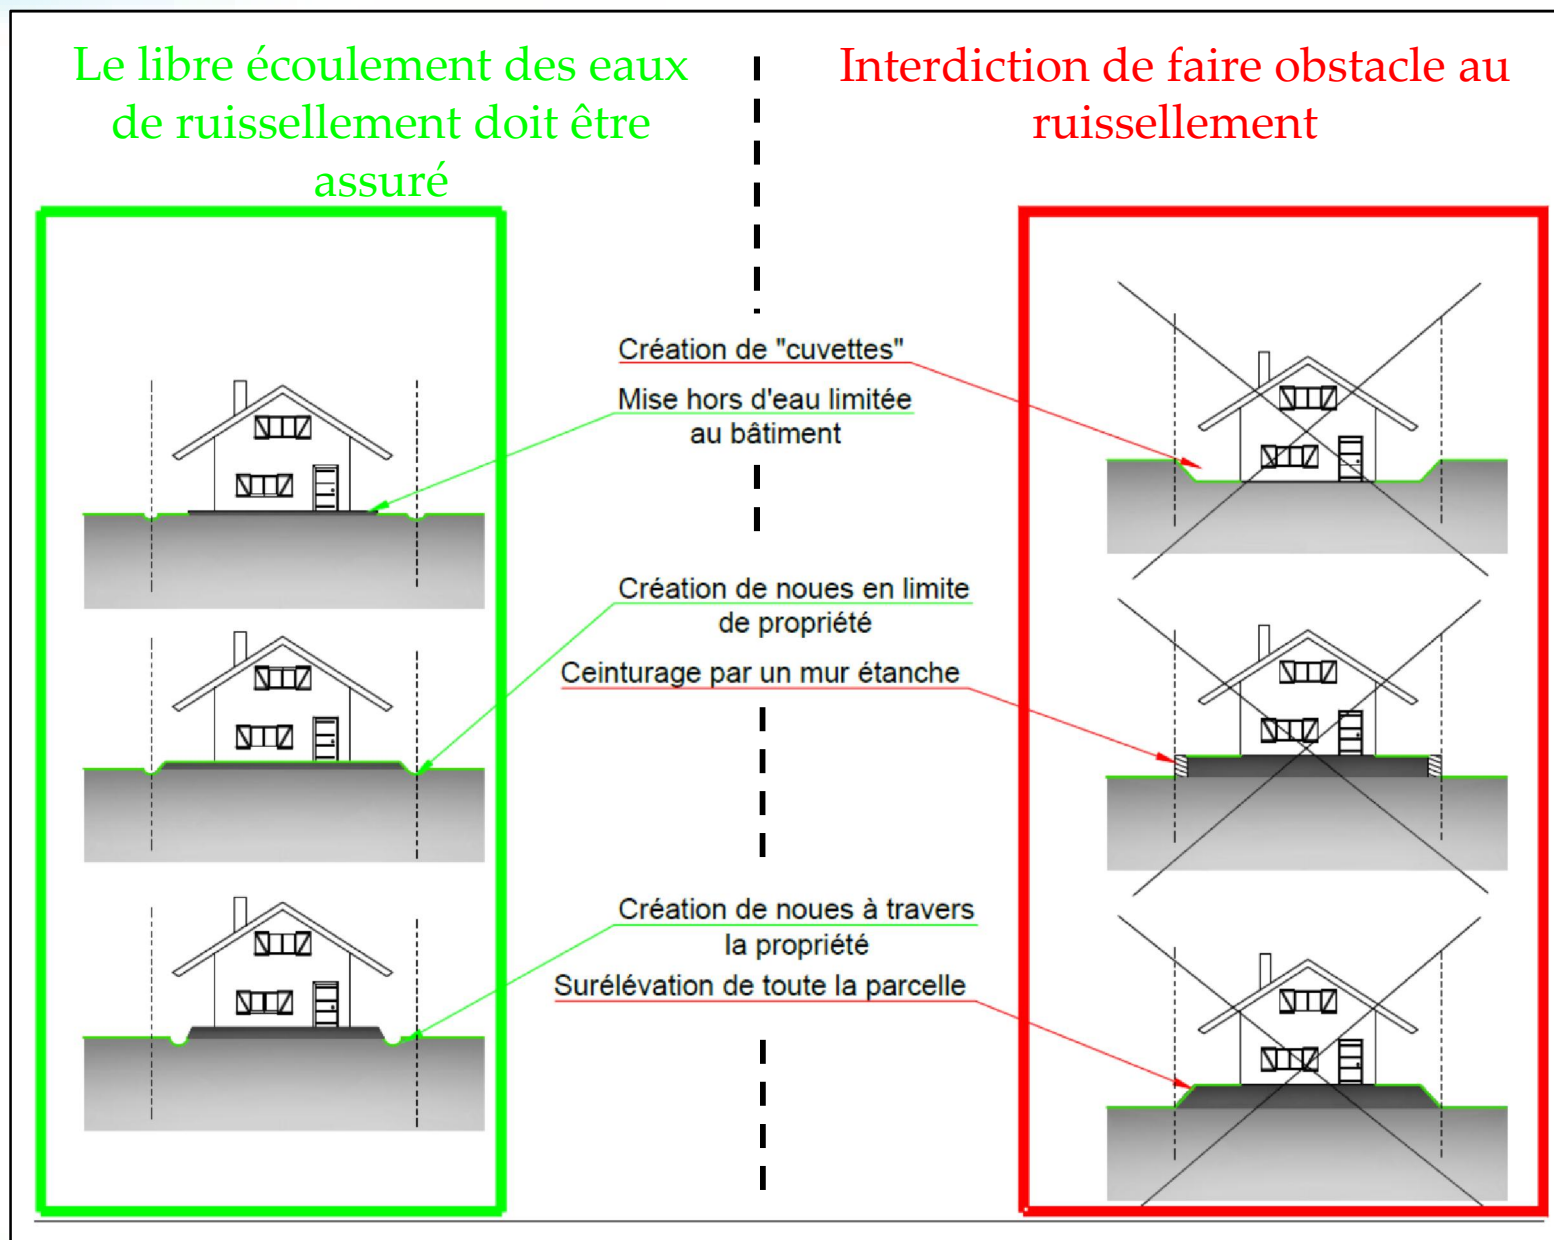 Le libre écoulement des eaux
de ruissellement doit être
assuré
Interdiction de faire obstacle au
ruissellement
Création de "cuvettes"
Mise hors d'eau limitée
au bâtiment
Création de noues en limite
de propriété
Ceinturage par un mur étanche
Création de noues à travers
la propriété
Surélévation de toute la parcelle